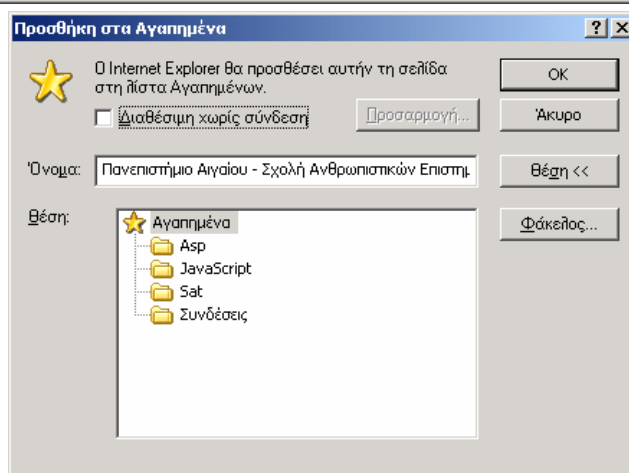 Προσθήκη στα Αγαπημένα
Ο Internet Explorer θα προσθέσει αυτήν τη σελίδα
στη λίστα Αγαπημένων.
OK
Διαθέσιμη χωρίς σύνδεση
Προσαρμογή...
Άκυρο
Όνομα:
Πανεπιστήμιο Αιγαίου - Σχολή Ανθρωπιστικών Επιστημ
Θέση <<
Θέση:
Αγαπημένα
Φάκελος...
Asp
JavaScript
Sat
Συνδέσεις